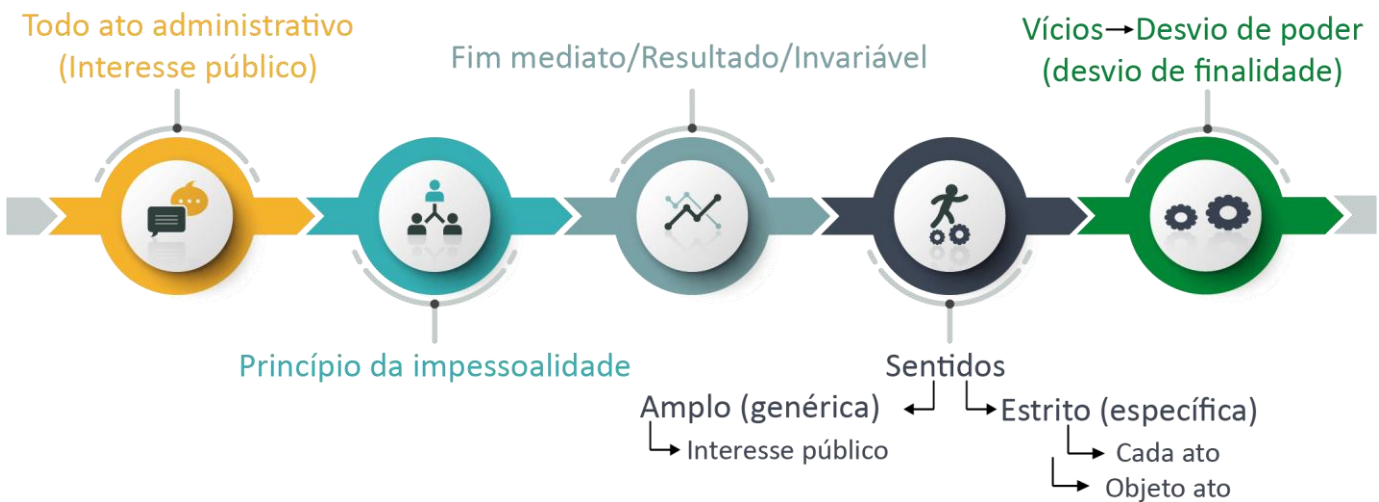 Todo ato administrativo
(Interesse público)
Princípio da impessoalidade
Fim mediato/Resultado/Invariável
Sentidos
Amplo (genérica)
Interesse público
Estrito (específica)
Cada ato
Objeto ato
Vícios→Desvio de poder
(desvio de finalidade)